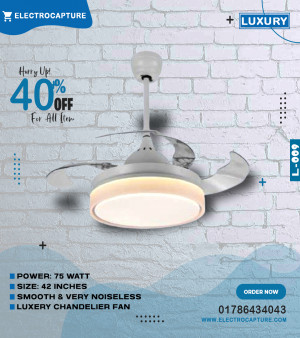 ELECTROCAPTURE
LUXURY
Hurry Up!
40% OFF
For All Item
L-009
POWER: 75 WATT
SIZE: 42 INCHES
SMOOTH & VERY NOISELESS
LUXERY CHANDELIER FAN
ORDER NOW
01786434043
WWW.ELECTROCAPTURE.COM